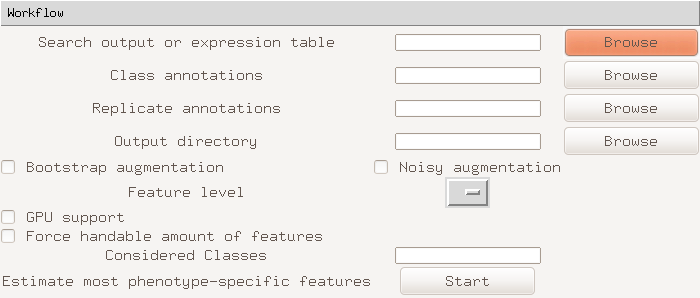 Workflow
Search output or expression table Browse
Class annotations Browse
Replicate annotations Browse
Output directory Browse
Bootstrap augmentation Noisy augmentation
Feature level
GPU support
Force handable amount of features
Considered Classes
Estimate most phenotype-specific features Start